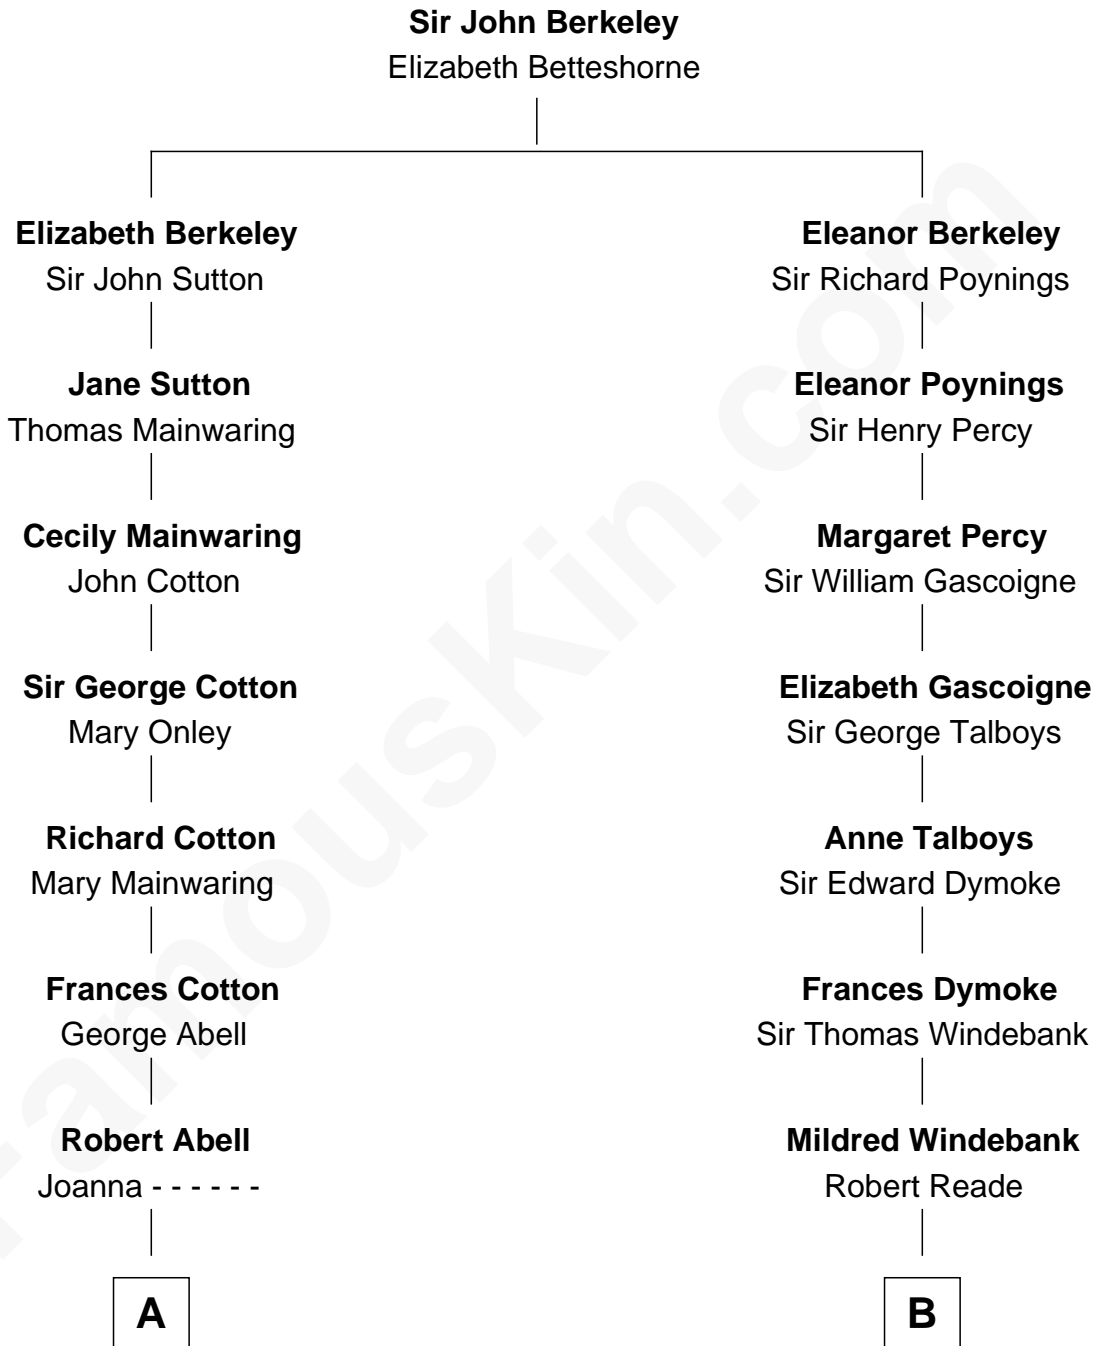 Sir John Berkeley
Elizabeth Betteshorne
Elizabeth Berkeley
Sir John Sutton
Jane Sutton
Thomas Mainwaring
Cecily Mainwaring
John Cotton
Sir George Cotton
Mary Onley
Richard Cotton
Mary Mainwaring
Frances Cotton
George Abell
Robert Abell
Joanna - - - - - -
A
Eleanor Berkeley
Sir Richard Poynings
Eleanor Poynings
Sir Henry Percy
Margaret Percy
Sir William Gascoigne
Elizabeth Gascoigne
Sir George Talboys
Anne Talboys
Sir Edward Dymoke
Frances Dymoke
Sir Thomas Windebank
Mildred Windebank
Robert Reade
B
FamousKin.com